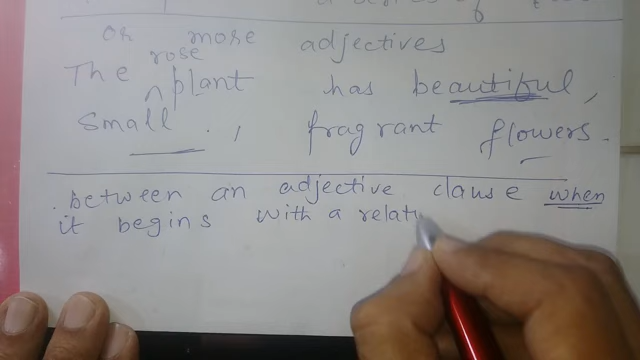 or more adjectives
rose
The ^ plant has beautiful,
small . , fragrant flowers.
. between an adjective clause when
it begins with a relat